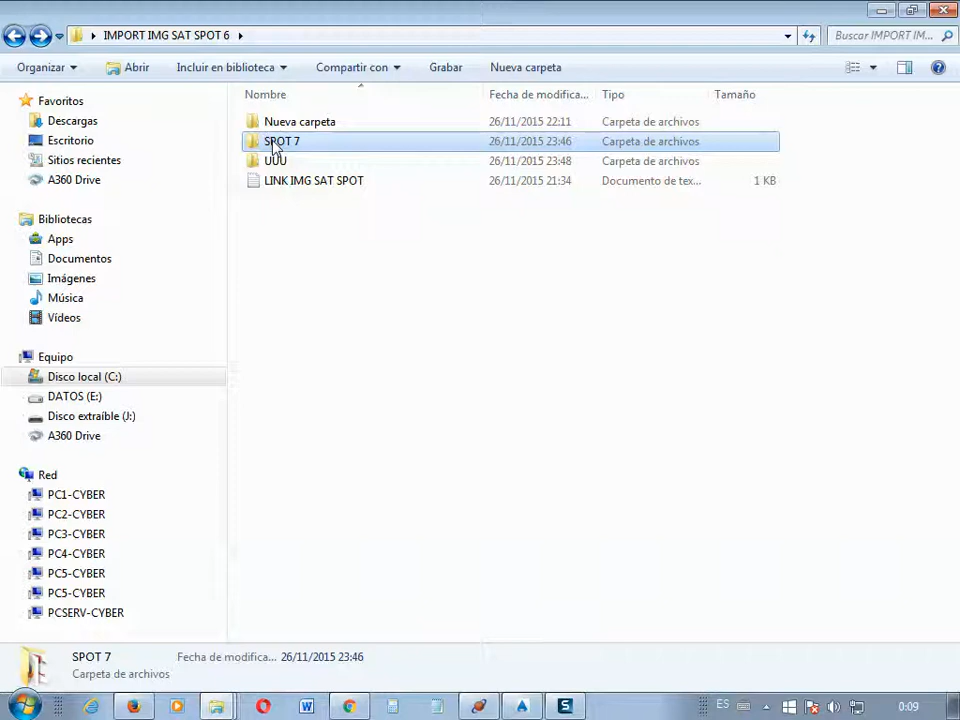 IMPORT IMG SAT SPOT 6
Buscar IMPORT IM...
Organizar
Abrir
Incluir en biblioteca
Compartir con
Grabar
Nueva carpeta
Nombre
Fecha de modifica...
Tipo
Tamaño
Nueva carpeta
26/11/2015 22:11
Carpeta de archivos
SPOT 7
26/11/2015 23:46
Carpeta de archivos
UUU
26/11/2015 23:48
Carpeta de archivos
LINK IMG SAT SPOT
26/11/2015 21:34
Documento de tex...
1 KB
Favoritos
Descargas
Escritorio
Sitios recientes
A360 Drive
Bibliotecas
Apps
Documentos
Imágenes
Música
Vídeos
Equipo
Disco local (C:)
DATOS (E:)
Disco extraíble (J:)
A360 Drive
Red
PC1-CYBER
PC2-CYBER
PC3-CYBER
PC4-CYBER
PC5-CYBER
PC5-CYBER
PCSERV-CYBER
SPOT 7
Fecha de modifica... 26/11/2015 23:46
Carpeta de archivos
ES
0:09